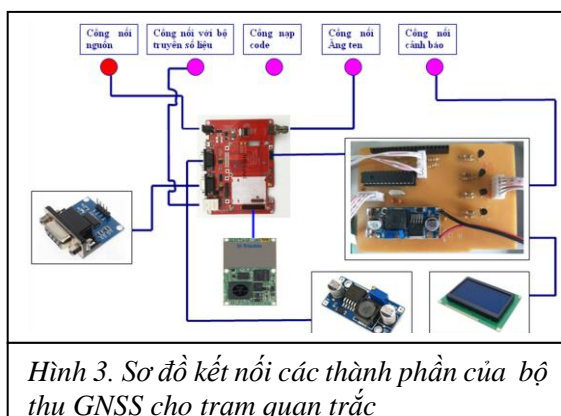 Cổng nối
nguồn
Cổng nối với bộ
truyền số liệu
Cổng nạp
code
Cổng nối
Ăng ten
Cổng nối
cảnh báo
Trimble
Hình 3. Sơ đồ kết nối các thành phần của bộ
thu GNSS cho trạm quan trắc